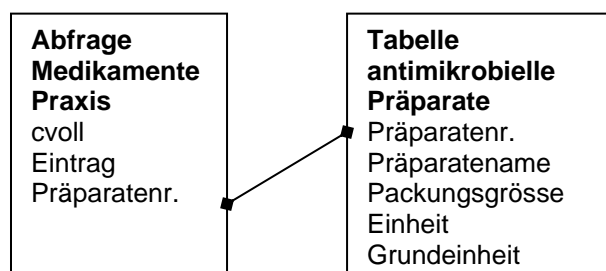 Abfrage
Medikamente
Praxis
cvoll
Eintrag
Präparatenr.
Tabelle
antimikrobielle
Präparate
Präparatenr.
Präparatename
Packungsgrösse
Einheit
Grundeinheit